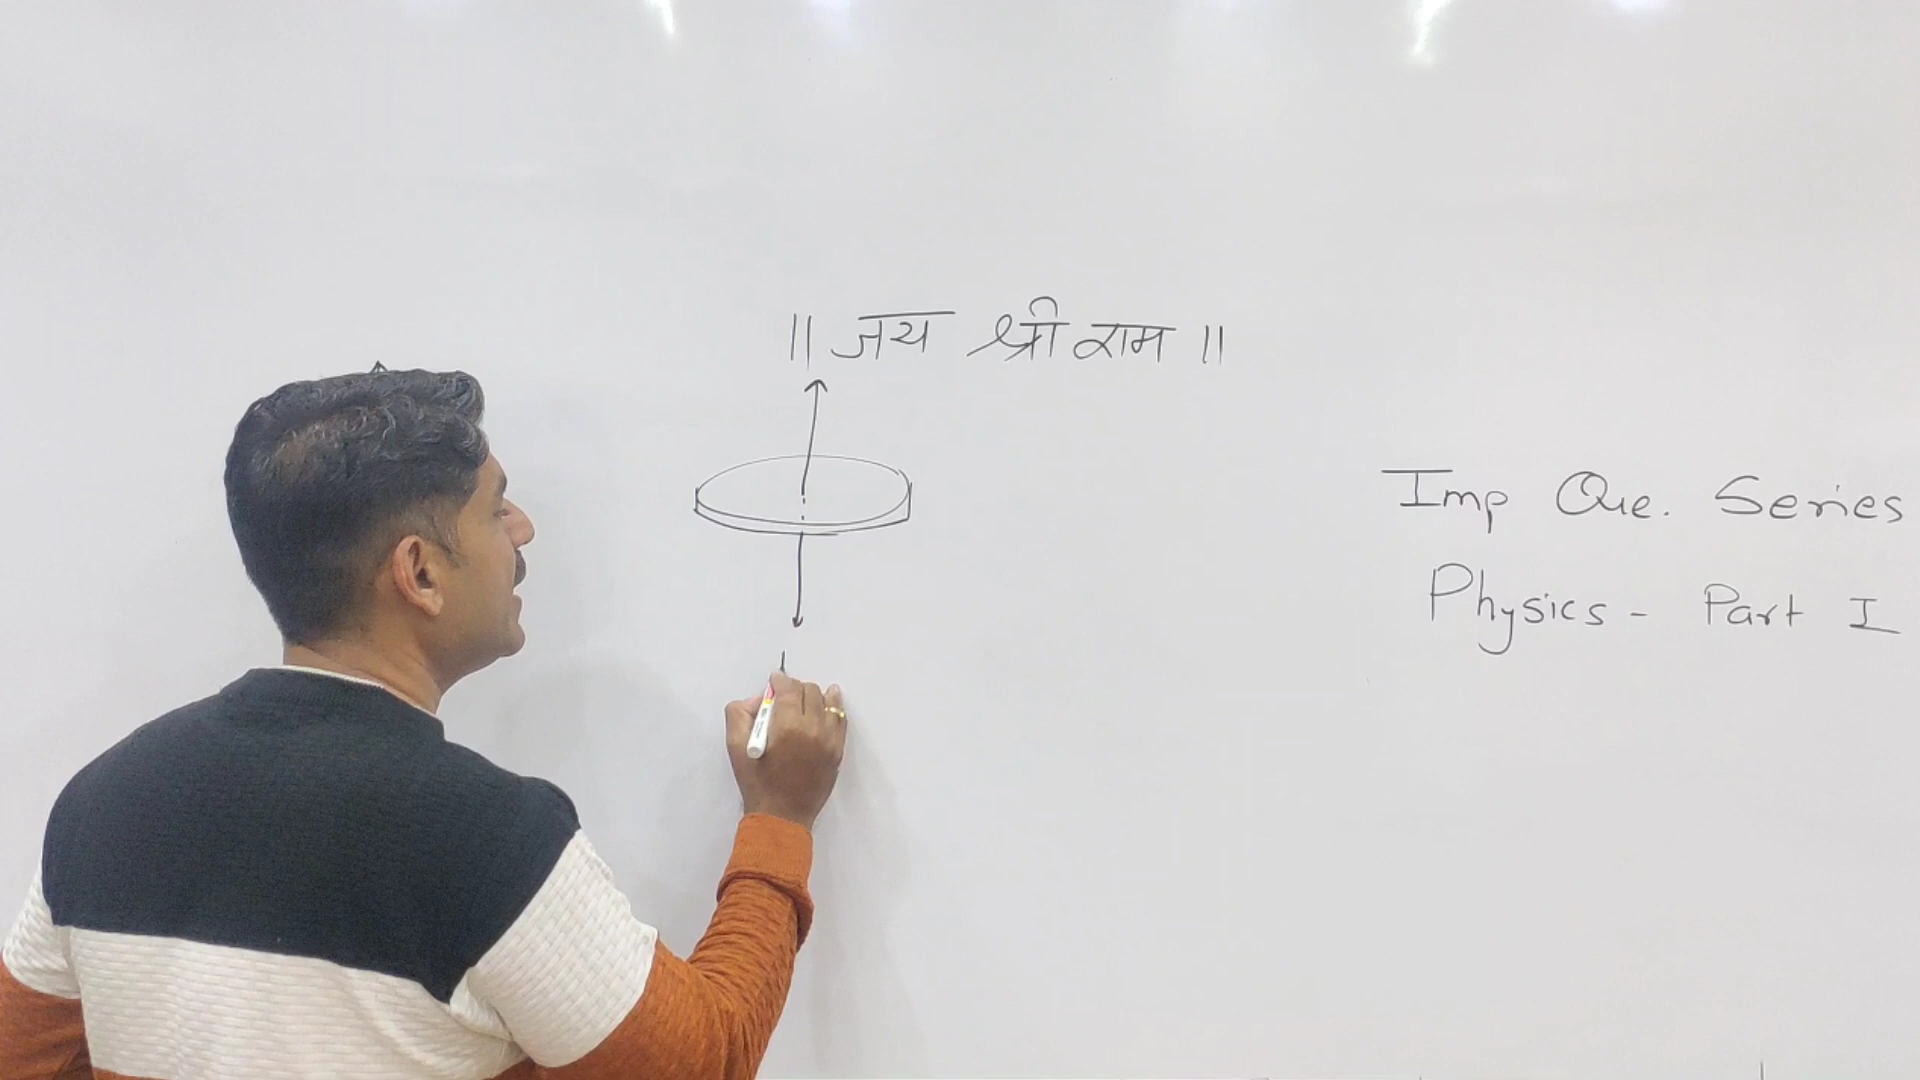 ॥ जय श्री राम ॥
Imp Que. Series
Physics - Part I